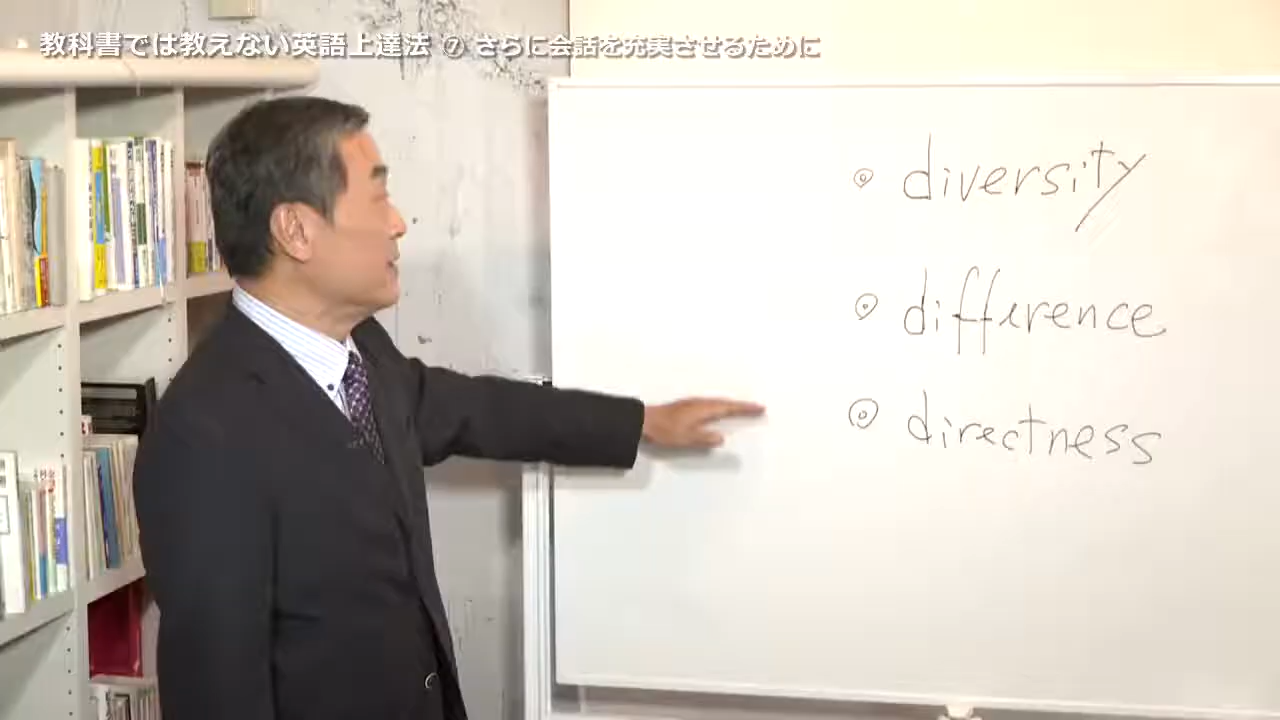 教科書では教えない英語上達法 ⑦ さらに会話を充実させるために
◎ diversity
◎ difference
◎ directness